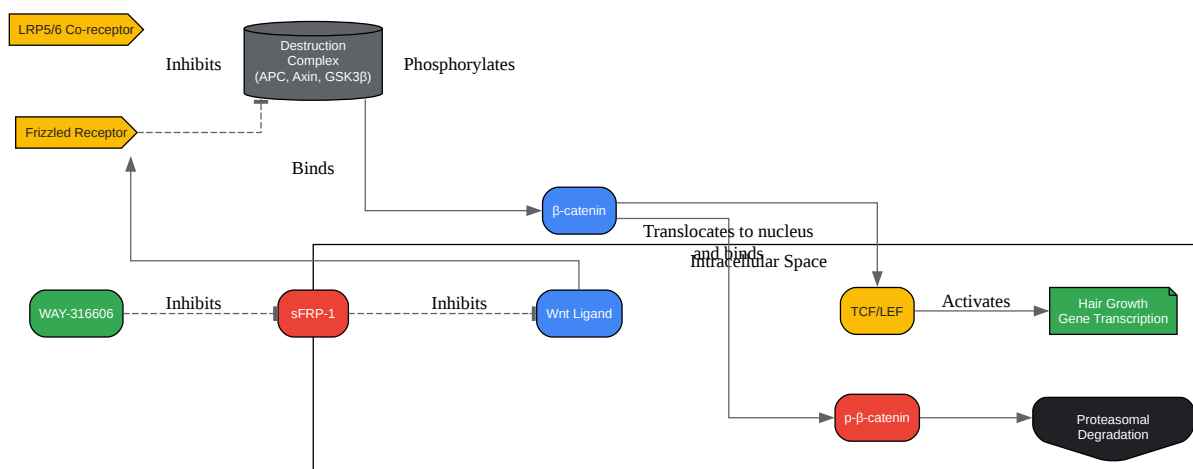 LRP5/6 Co-receptor
Destruction
Complex
(APC, Axin, GSK3β)
Inhibits
Phosphorylates
Frizzled Receptor
Binds
β-catenin
Translocates to nucleus
and binds
Intracellular Space
WAY-316606
Inhibits
sFRP-1
Inhibits
Wnt Ligand
TCF/LEF
Activates
Hair Growth
Gene Transcription
p-β-catenin
Proteasomal
Degradation